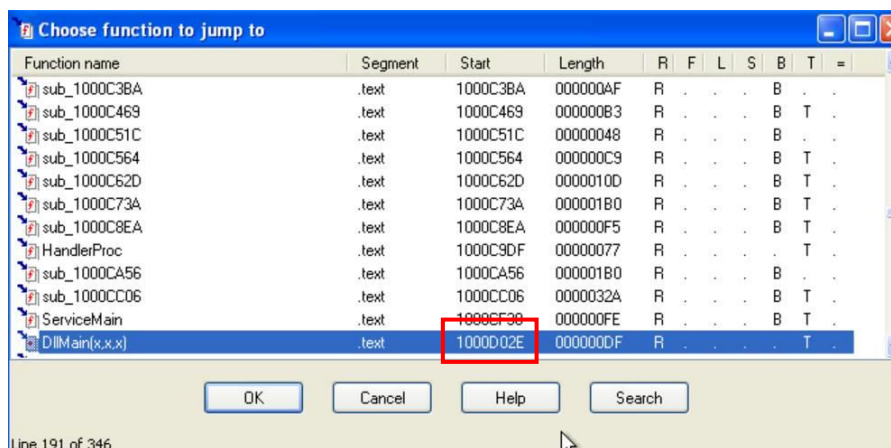 Choose function to jump to
Function name Segment Start Length R F L S B T =
sub_1000C3BA .text 1000C3BA 000000AF R . . . B . .
sub_1000C469 .text 1000C469 000000B3 R . . . B T .
sub_1000C51C .text 1000C51C 00000048 R . . . B . .
sub_1000C564 .text 1000C564 000000C9 R . . . B T .
sub_1000C62D .text 1000C62D 0000010D R . . . B T .
sub_1000C73A .text 1000C73A 000001B0 R . . . B T .
sub_1000C8EA .text 1000C8EA 000000F5 R . . . B T .
HandlerProc .text 1000C9DF 00000077 R . . . . T .
sub_1000CA56 .text 1000CA56 000001B0 R . . . B . .
sub_1000CC06 .text 1000CC06 0000032A R . . . B T .
ServiceMain .text 1000CF30 000000FE R . . . B T .
DllMain(x,x,x) .text 1000D02E 000000DF R . . . . T .
OK Cancel Help Search
Line 191 of 346